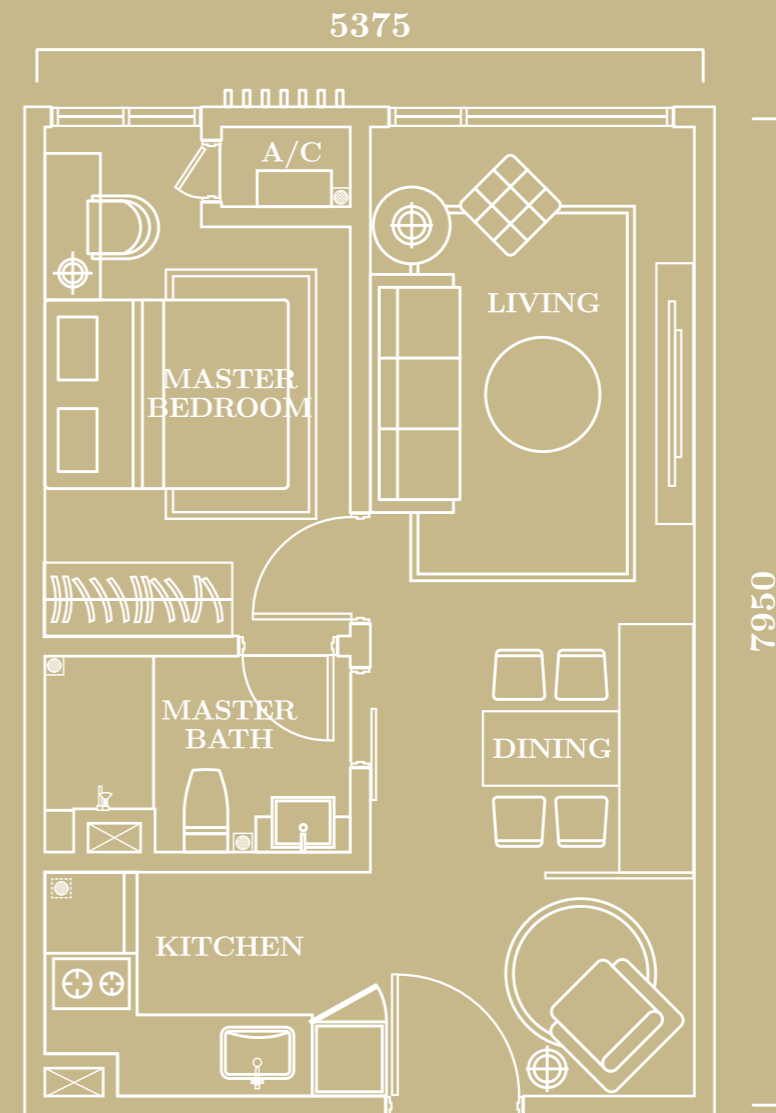 5375
A/C
LIVING
MASTER
BEDROOM
7950
MASTER
BATH
DINING
KITCHEN